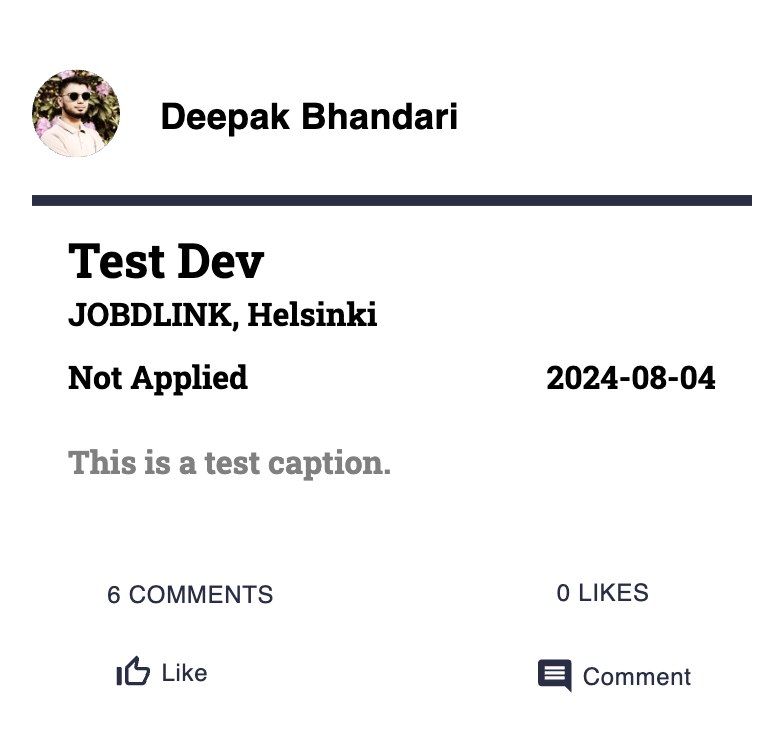 Deepak Bhandari
Test Dev
JOBDLINK, Helsinki
Not Applied 2024-08-04
This is a test caption.
6 COMMENTS 0 LIKES
Like Comment